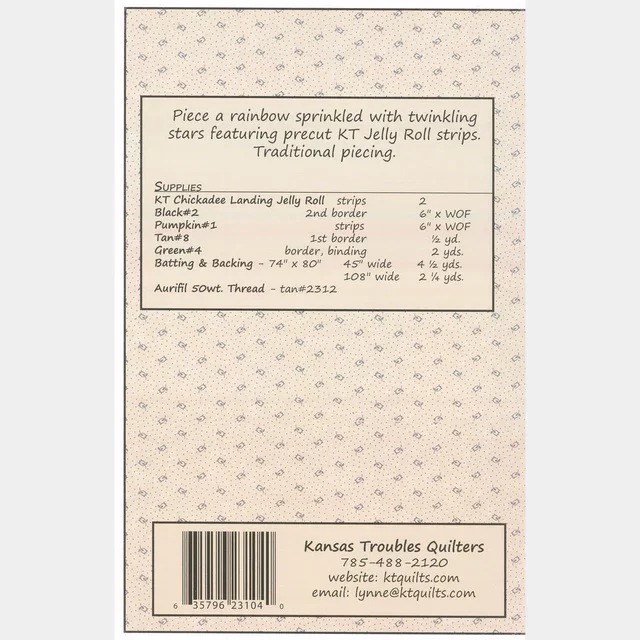 Piece a rainbow sprinkled with twinkling
stars featuring precut KT Jelly Roll strips.
Traditional piecing.
SUPPLIES
KT Chickadee Landing Jelly Roll strips 2
Black#2 2nd border 6" x WOF
Pumpkin#1 strips 6" x WOF
Tan#8 1st border ½ yd.
Green#4 border, binding 2 yds.
Batting & Backing - 74" x 80" 45" wide 4 ½ yds.
108" wide 2 ¼ yds.
Aurifil 50wt. Thread - tan#2312
6 35796 23104 0
Kansas Troubles Quilters
785-488-2120
website: ktquilts.com
email: lynne@ktquilts.com